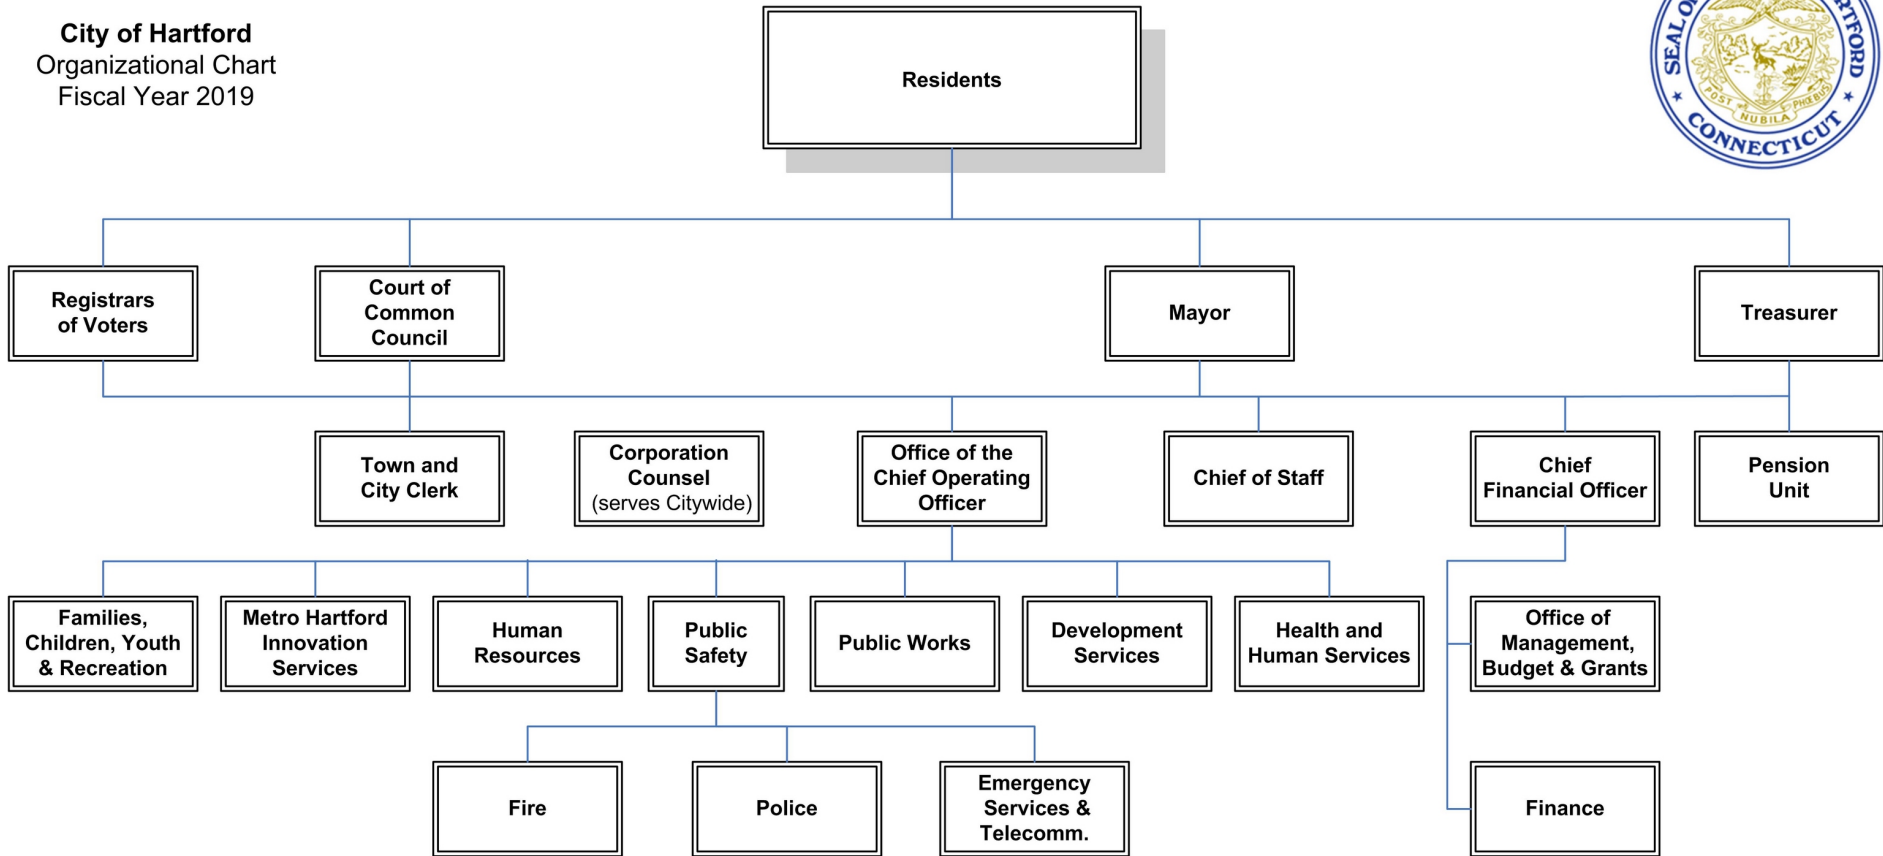 City of Hartford
Organizational Chart
Fiscal Year 2019
Residents
SEAL O
RTFORD
CONNECTICUT
POST
NUBILA
PHŒBUS
Registrars
of Voters
Court of
Common
Council
Mayor
Treasurer
Town and
City Clerk
Corporation
Counsel
(serves Citywide)
Office of the
Chief Operating
Officer
Chief of Staff
Chief
Financial Officer
Pension
Unit
Families,
Children, Youth
& Recreation
Metro Hartford
Innovation
Services
Human
Resources
Public
Safety
Public Works
Development
Services
Health and
Human Services
Office of
Management,
Budget & Grants
Fire
Police
Emergency
Services &
Telecomm.
Finance